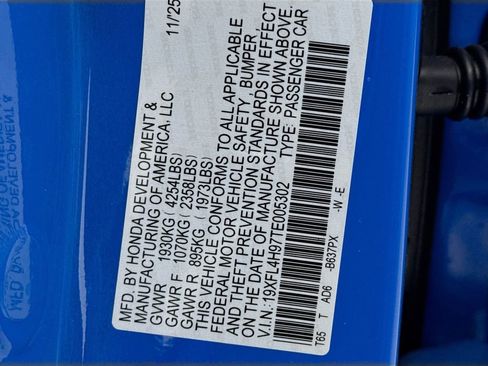 MFD. BY HONDA DEVELOPMENT &
MANUFACTURING OF AMERICA, LLC 11/25
GVWR 1930KG (4254LBS)
GAWR F 1070KG (2358LBS)
GAWR R 895KG (1973LBS)
THIS VEHICLE CONFORMS TO ALL APPLICABLE
FEDERAL MOTOR VEHICLE SAFETY, BUMPER
AND THEFT PREVENTION STANDARDS IN EFFECT
ON THE DATE OF MANUFACTURE SHOWN ABOVE.
V.I.N: 19XFL4H97TE005302 TYPE: PASSENGER CAR
T65 T AD6 -B637PX -W -E